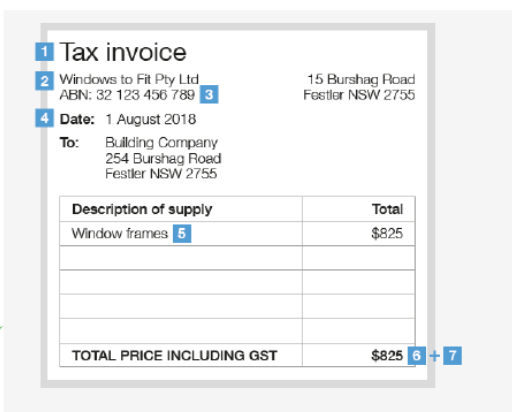 1 Tax invoice
2 Windows to Fit Pty Ltd 15 Burshag Road
ABN: 32 123 456 789 3 Festler NSW 2755
4 Date: 1 August 2018
To: Building Company
254 Burshag Road
Festler NSW 2755
Description of supply Total
Window frames 5 $825
TOTAL PRICE INCLUDING GST $825 6 + 7